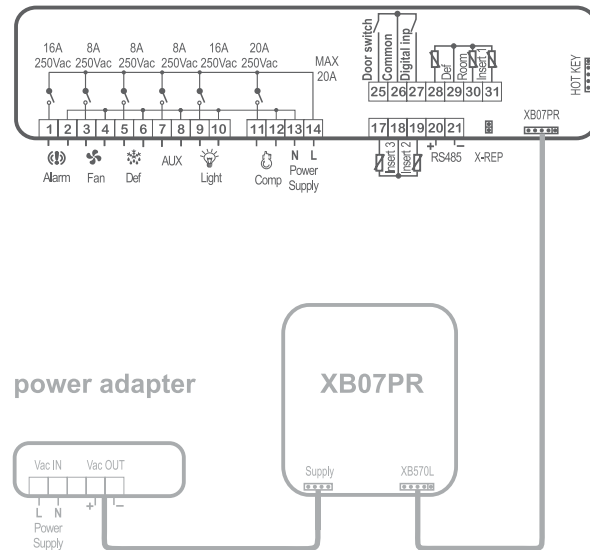 16A 8A 8A 8A 16A 20A
250Vac 250Vac 250Vac 250Vac 250Vac 250Vac
MAX
20A
Door switch
Common
Digital inp
Def
Room
Insert 1
HOT KEY
25 26 27 28 29 30 31
XB07PR
1 2 3 4 5 6 7 8 9 10 11 12 13 14
17 18 19 20 21
Alarm Fan Def AUX Light Comp
N L
Power
Supply
Insert 3
Insert 2
+ −
RS485
X-REP
power adapter
XB07PR
Vac IN Vac OUT
L N + −
Power
Supply
Supply
XB570L